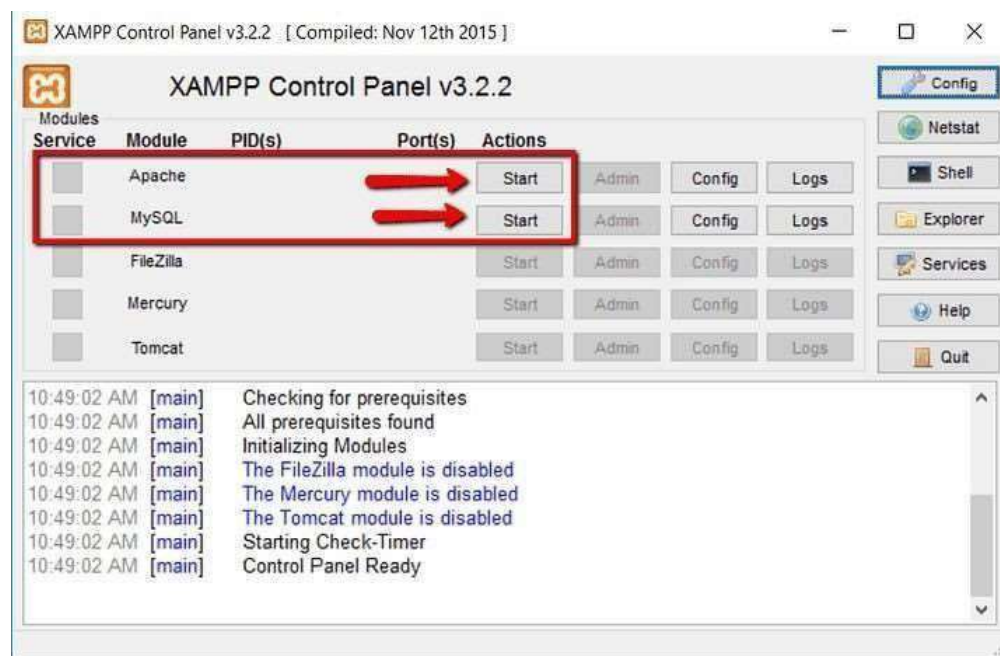 XAMPP Control Panel v3.2.2 [ Compiled: Nov 12th 2015 ]
XAMPP Control Panel v3.2.2
Config
Modules
Service Module PID(s) Port(s) Actions
Netstat
Apache Start Admin Config Logs
Shell
MySQL Start Admin Config Logs
Explorer
FileZilla Start Admin Config Logs
Services
Mercury Start Admin Config Logs
Help
Tomcat Start Admin Config Logs
Quit
10:49:02 AM [main] Checking for prerequisites
10:49:02 AM [main] All prerequisites found
10:49:02 AM [main] Initializing Modules
10:49:02 AM [main] The FileZilla module is disabled
10:49:02 AM [main] The Mercury module is disabled
10:49:02 AM [main] The Tomcat module is disabled
10:49:02 AM [main] Starting Check-Timer
10:49:02 AM [main] Control Panel Ready